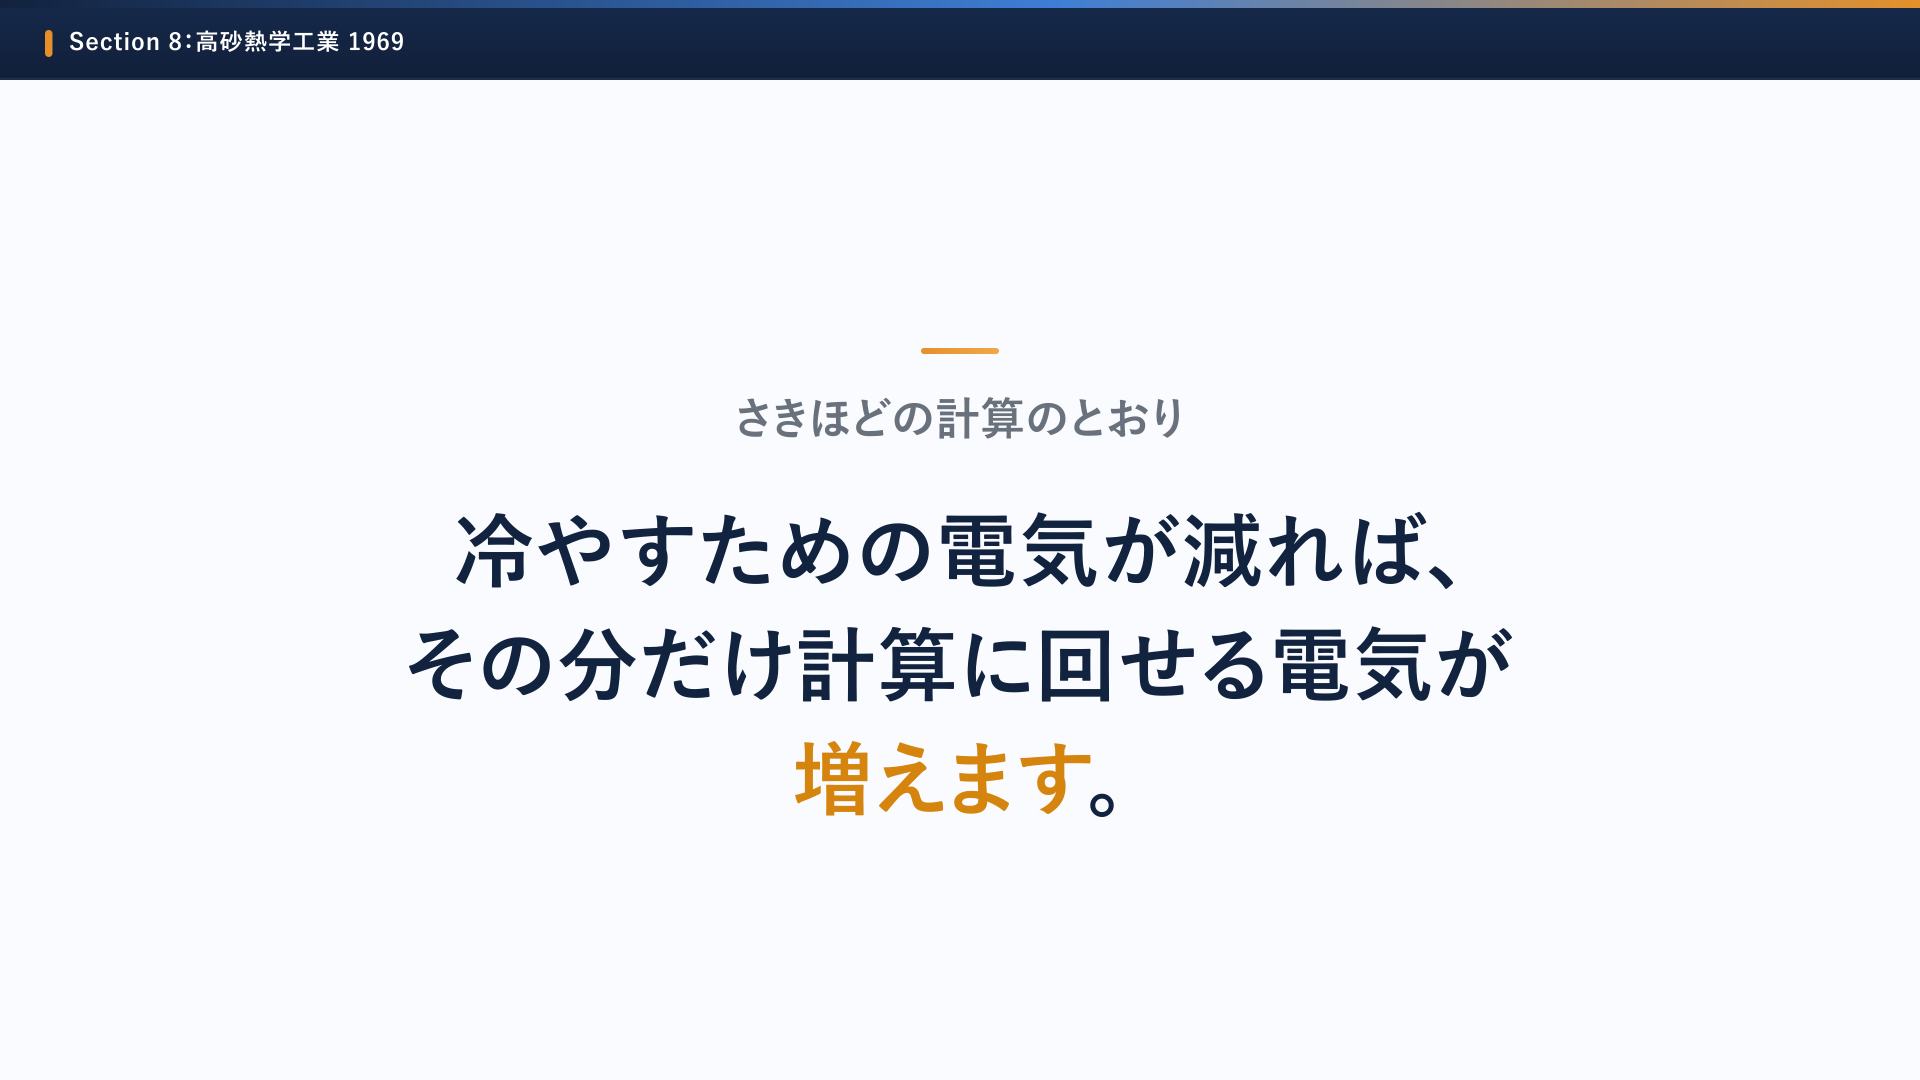 Section 8：高砂熱学工業 1969
さきほどの計算のとおり
冷やすための電気が減れば、
その分だけ計算に回せる電気が
増えます。